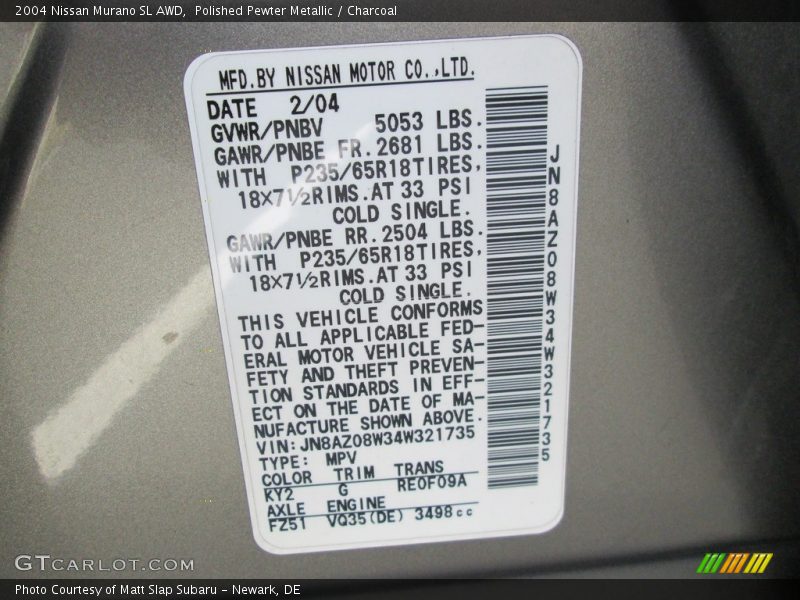 2004 Nissan Murano SL AWD,  Polished Pewter Metallic / Charcoal
MFD.BY NISSAN MOTOR CO.,LTD.
DATE 2/04
GVWR/PNBV 5053 LBS.
GAWR/PNBE FR.2681 LBS.
WITH P235/65R18TIRES,
18X7½RIMS.AT 33 PSI
COLD SINGLE.
GAWR/PNBE RR.2504 LBS.
WITH P235/65R18TIRES,
18X7½RIMS.AT 33 PSI
COLD SINGLE.
THIS VEHICLE CONFORMS
TO ALL APPLICABLE FED-
ERAL MOTOR VEHICLE SA-
FETY AND THEFT PREVEN-
TION STANDARDS IN EFF-
ECT ON THE DATE OF MA-
NUFACTURE SHOWN ABOVE.
VIN:JN8AZ08W34W321735
TYPE: MPV
COLOR TRIM TRANS
KY2 G RE0F09A
AXLE ENGINE
FZ51 VQ35(DE) 3498cc
JN8AZ08W34W321735
GTCARLOT.COM
Photo Courtesy of Matt Slap Subaru - Newark, DE